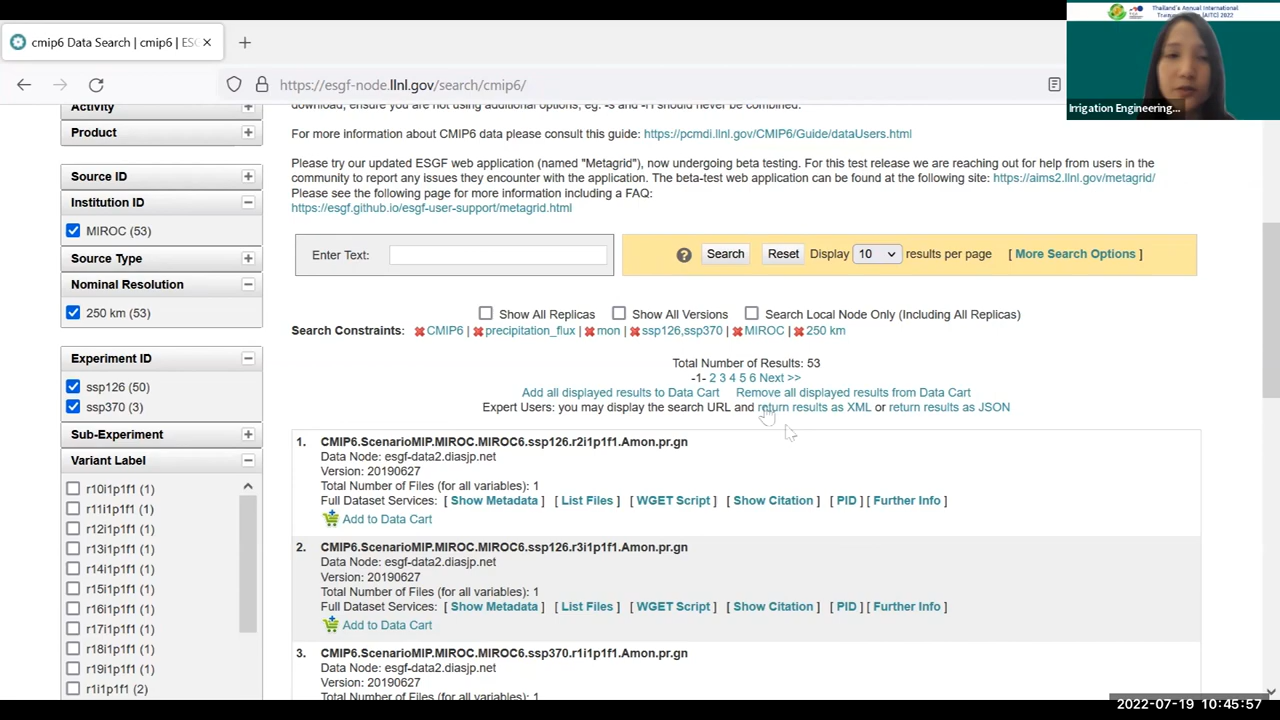 Thailand's Annual International
Irrigation Engineering...
cmip6 Data Search | cmip6 | ES
https://esgf-node.llnl.gov/search/cmip6/
Activity
Product
Source ID
Institution ID
MIROC (53)
Source Type
Nominal Resolution
250 km (53)
Experiment ID
ssp126 (50)
ssp370 (3)
Sub-Experiment
Variant Label
r10i1p1f1 (1)
r11i1p1f1 (1)
r12i1p1f1 (1)
r13i1p1f1 (1)
r14i1p1f1 (1)
r15i1p1f1 (1)
r16i1p1f1 (1)
r17i1p1f1 (1)
r18i1p1f1 (1)
r19i1p1f1 (1)
r1i1p1f1 (2)
download, ensure you are not using additional options, eg. -s and -H should never be combined.
For more information about CMIP6 data please consult this guide: https://pcmdi.llnl.gov/CMIP6/Guide/dataUsers.html
Please try our updated ESGF web application (named "Metagrid"), now undergoing beta testing. For this test release we are reaching out for help from users in the
community to report any issues they encounter with the application. The beta-test web application can be found at the following site: https://aims2.llnl.gov/metagrid/
Please see the following page for more information including a FAQ:
https://esgf.github.io/esgf-user-support/metagrid.html
Enter Text:
Search Reset Display 10 results per page [ More Search Options ]
Show All Replicas Show All Versions Search Local Node Only (Including All Replicas)
Search Constraints: CMIP6 | precipitation_flux | mon | ssp126,ssp370 | MIROC | 250 km
Total Number of Results: 53
-1- 2 3 4 5 6 Next >>
Add all displayed results to Data Cart Remove all displayed results from Data Cart
Expert Users: you may display the search URL and return results as XML or return results as JSON
1. CMIP6.ScenarioMIP.MIROC.MIROC6.ssp126.r2i1p1f1.Amon.pr.gn
Data Node: esgf-data2.diasjp.net
Version: 20190627
Total Number of Files (for all variables): 1
Full Dataset Services: [ Show Metadata ] [ List Files ] [ WGET Script ] [ Show Citation ] [ PID ] [ Further Info ]
Add to Data Cart
2. CMIP6.ScenarioMIP.MIROC.MIROC6.ssp126.r3i1p1f1.Amon.pr.gn
Data Node: esgf-data2.diasjp.net
Version: 20190627
Total Number of Files (for all variables): 1
Full Dataset Services: [ Show Metadata ] [ List Files ] [ WGET Script ] [ Show Citation ] [ PID ] [ Further Info ]
Add to Data Cart
3. CMIP6.ScenarioMIP.MIROC.MIROC6.ssp370.r1i1p1f1.Amon.pr.gn
Data Node: esgf-data2.diasjp.net
Version: 20190627
Total Number of Files (for all variables): 1
2022-07-19 10:45:57